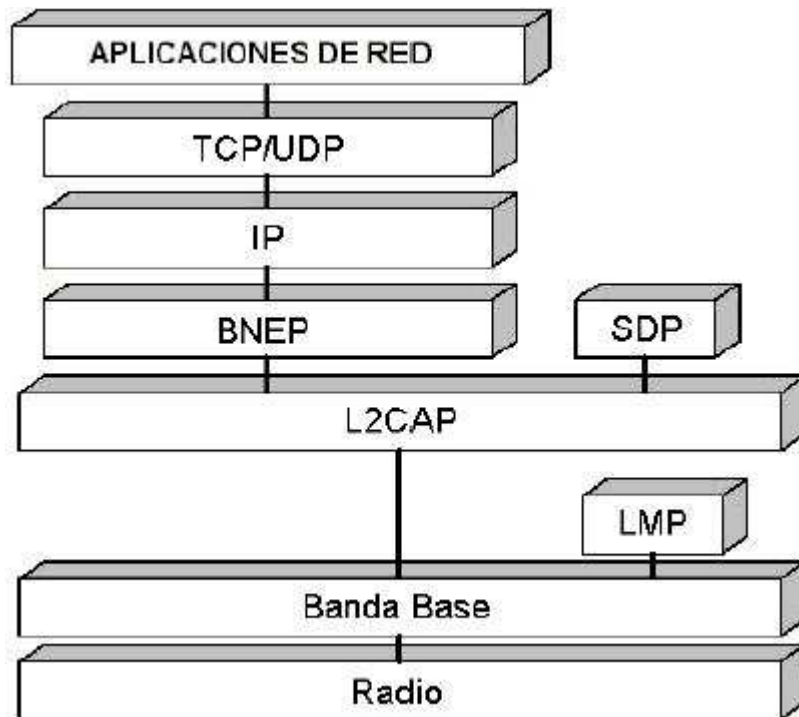 APLICACIONES DE RED
TCP/UDP
IP
BNEP
SDP
L2CAP
LMP
Banda Base
Radio